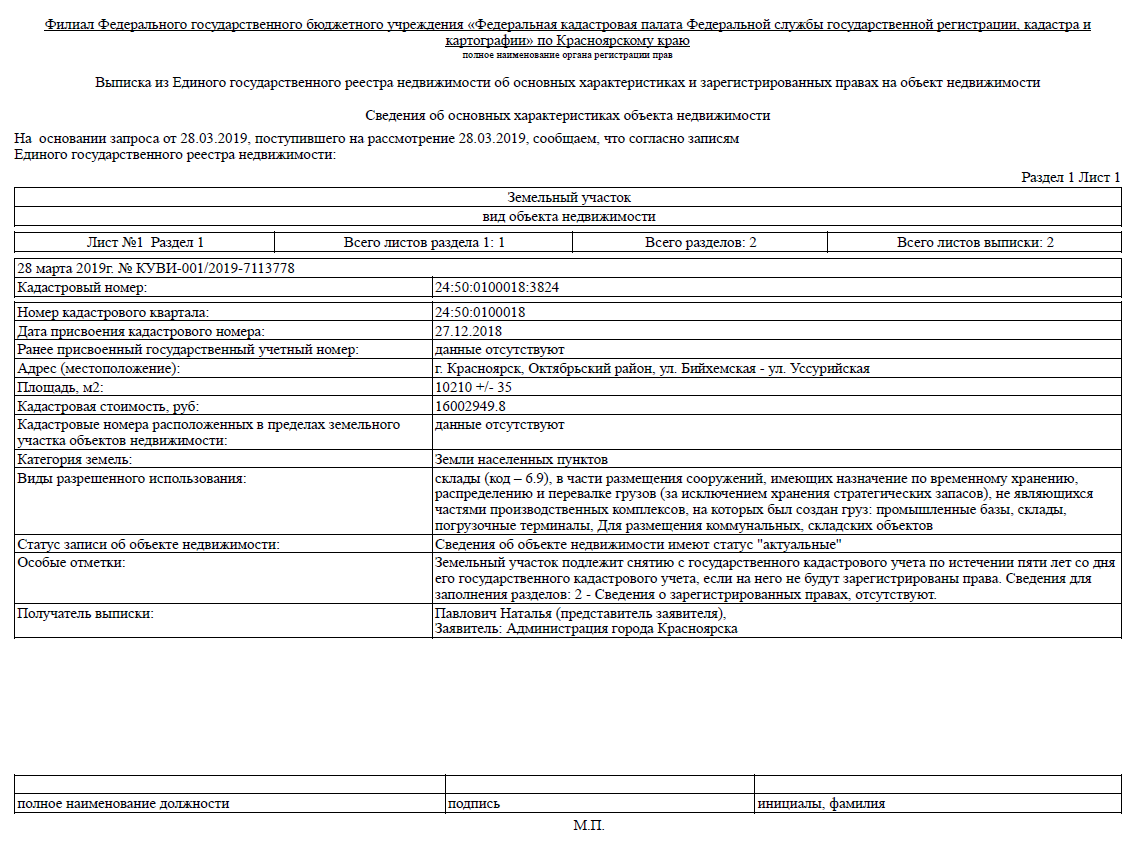 Филиал Федерального государственного бюджетного учреждения «Федеральная кадастровая палата Федеральной службы государственной регистрации, кадастра и
картографии» по Красноярскому краю
полное наименование органа регистрации прав
Выписка из Единого государственного реестра недвижимости об основных характеристиках и зарегистрированных правах на объект недвижимости
Сведения об основных характеристиках объекта недвижимости
На основании запроса от 28.03.2019, поступившего на рассмотрение 28.03.2019, сообщаем, что согласно записям
Единого государственного реестра недвижимости:
Раздел 1 Лист 1
Земельный участок
вид объекта недвижимости
Лист №1 Раздел 1 Всего листов раздела 1: 1 Всего разделов: 2 Всего листов выписки: 2
28 марта 2019г. № КУВИ-001/2019-7113778
Кадастровый номер: 24:50:0100018:3824
Номер кадастрового квартала: 24:50:0100018
Дата присвоения кадастрового номера: 27.12.2018
Ранее присвоенный государственный учетный номер: данные отсутствуют
Адрес (местоположение): г. Красноярск, Октябрьский район, ул. Бийхемская - ул. Уссурийская
Площадь, м2: 10210 +/- 35
Кадастровая стоимость, руб: 16002949.8
Кадастровые номера расположенных в пределах земельного данные отсутствуют
участка объектов недвижимости:
Категория земель: Земли населенных пунктов
Виды разрешенного использования: склады (код – 6.9), в части размещения сооружений, имеющих назначение по временному хранению,
распределению и перевалке грузов (за исключением хранения стратегических запасов), не являющихся
частями производственных комплексов, на которых был создан груз: промышленные базы, склады,
погрузочные терминалы, Для размещения коммунальных, складских объектов
Статус записи об объекте недвижимости: Сведения об объекте недвижимости имеют статус "актуальные"
Особые отметки: Земельный участок подлежит снятию с государственного кадастрового учета по истечении пяти лет со дня
его государственного кадастрового учета, если на него не будут зарегистрированы права. Сведения для
заполнения разделов: 2 - Сведения о зарегистрированных правах, отсутствуют.
Получатель выписки: Павлович Наталья (представитель заявителя),
Заявитель: Администрация города Красноярска
полное наименование должности подпись инициалы, фамилия
М.П.